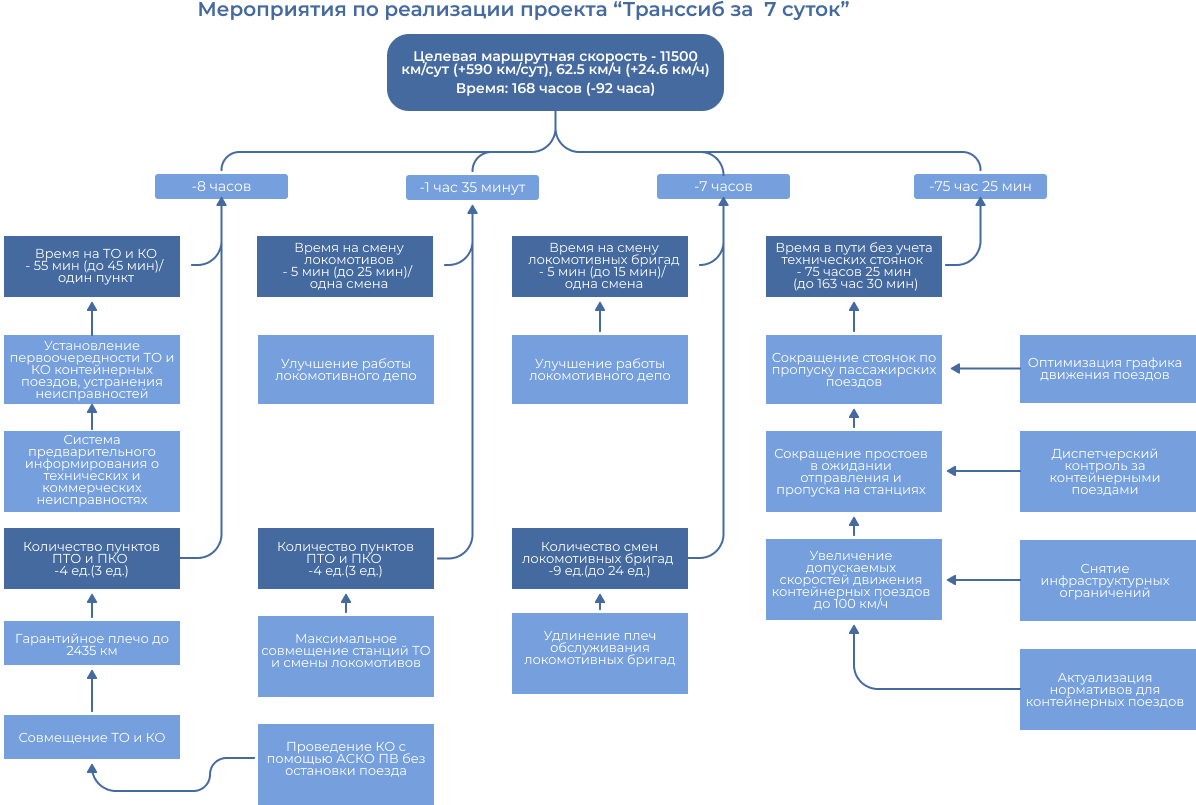 Мероприятия по реализации проекта “Транссиб за 7 суток”
Целевая маршрутная скорость - 11500
км/сут (+590 км/сут), 62.5 км/ч (+24.6 км/ч)
Время: 168 часов (-92 часа)
-8 часов
-1 час 35 минут
-7 часов
-75 час 25 мин
Время на ТО и КО
- 55 мин (до 45 мин)/
один пункт
Время на смену
локомотивов
- 5 мин (до 25 мин)/
одна смена
Время на смену
локомотивных бригад
- 5 мин (до 15 мин)/
одна смена
Время в пути без учета
технических стоянок
- 75 часов 25 мин
(до 163 час 30 мин)
Установление
первоочередности ТО и
КО контейнерных
поездов, устранения
неисправностей
Улучшение работы
локомотивного депо
Улучшение работы
локомотивного депо
Сокращение стоянок по
пропуску пассажирских
поездов
Оптимизация графика
движения поездов
Система
предварительного
информирования о
технических и
коммерческих
неисправностях
Сокращение простоев
в ожидании
отправления и
пропуска на станциях
Диспетчерский
контроль за
контейнерными
поездами
Количество пунктов
ПТО и ПКО
-4 ед.(3 ед.)
Количество пунктов
ПТО и ПКО
-4 ед.(3 ед.)
Количество смен
локомотивных бригад
-9 ед.(до 24 ед.)
Увеличение
допускаемых
скоростей движения
контейнерных поездов
до 100 км/ч
Снятие
инфраструктурных
ограничений
Гарантийное плечо до
2435 км
Максимальное
совмещение станций ТО
и смены локомотивов
Удлинение плеч
обслуживания
локомотивных бригад
Актуализация
нормативов для
контейнерных поездов
Совмещение ТО и КО
Проведение КО с
помощью АСКО ПВ без
остановки поезда